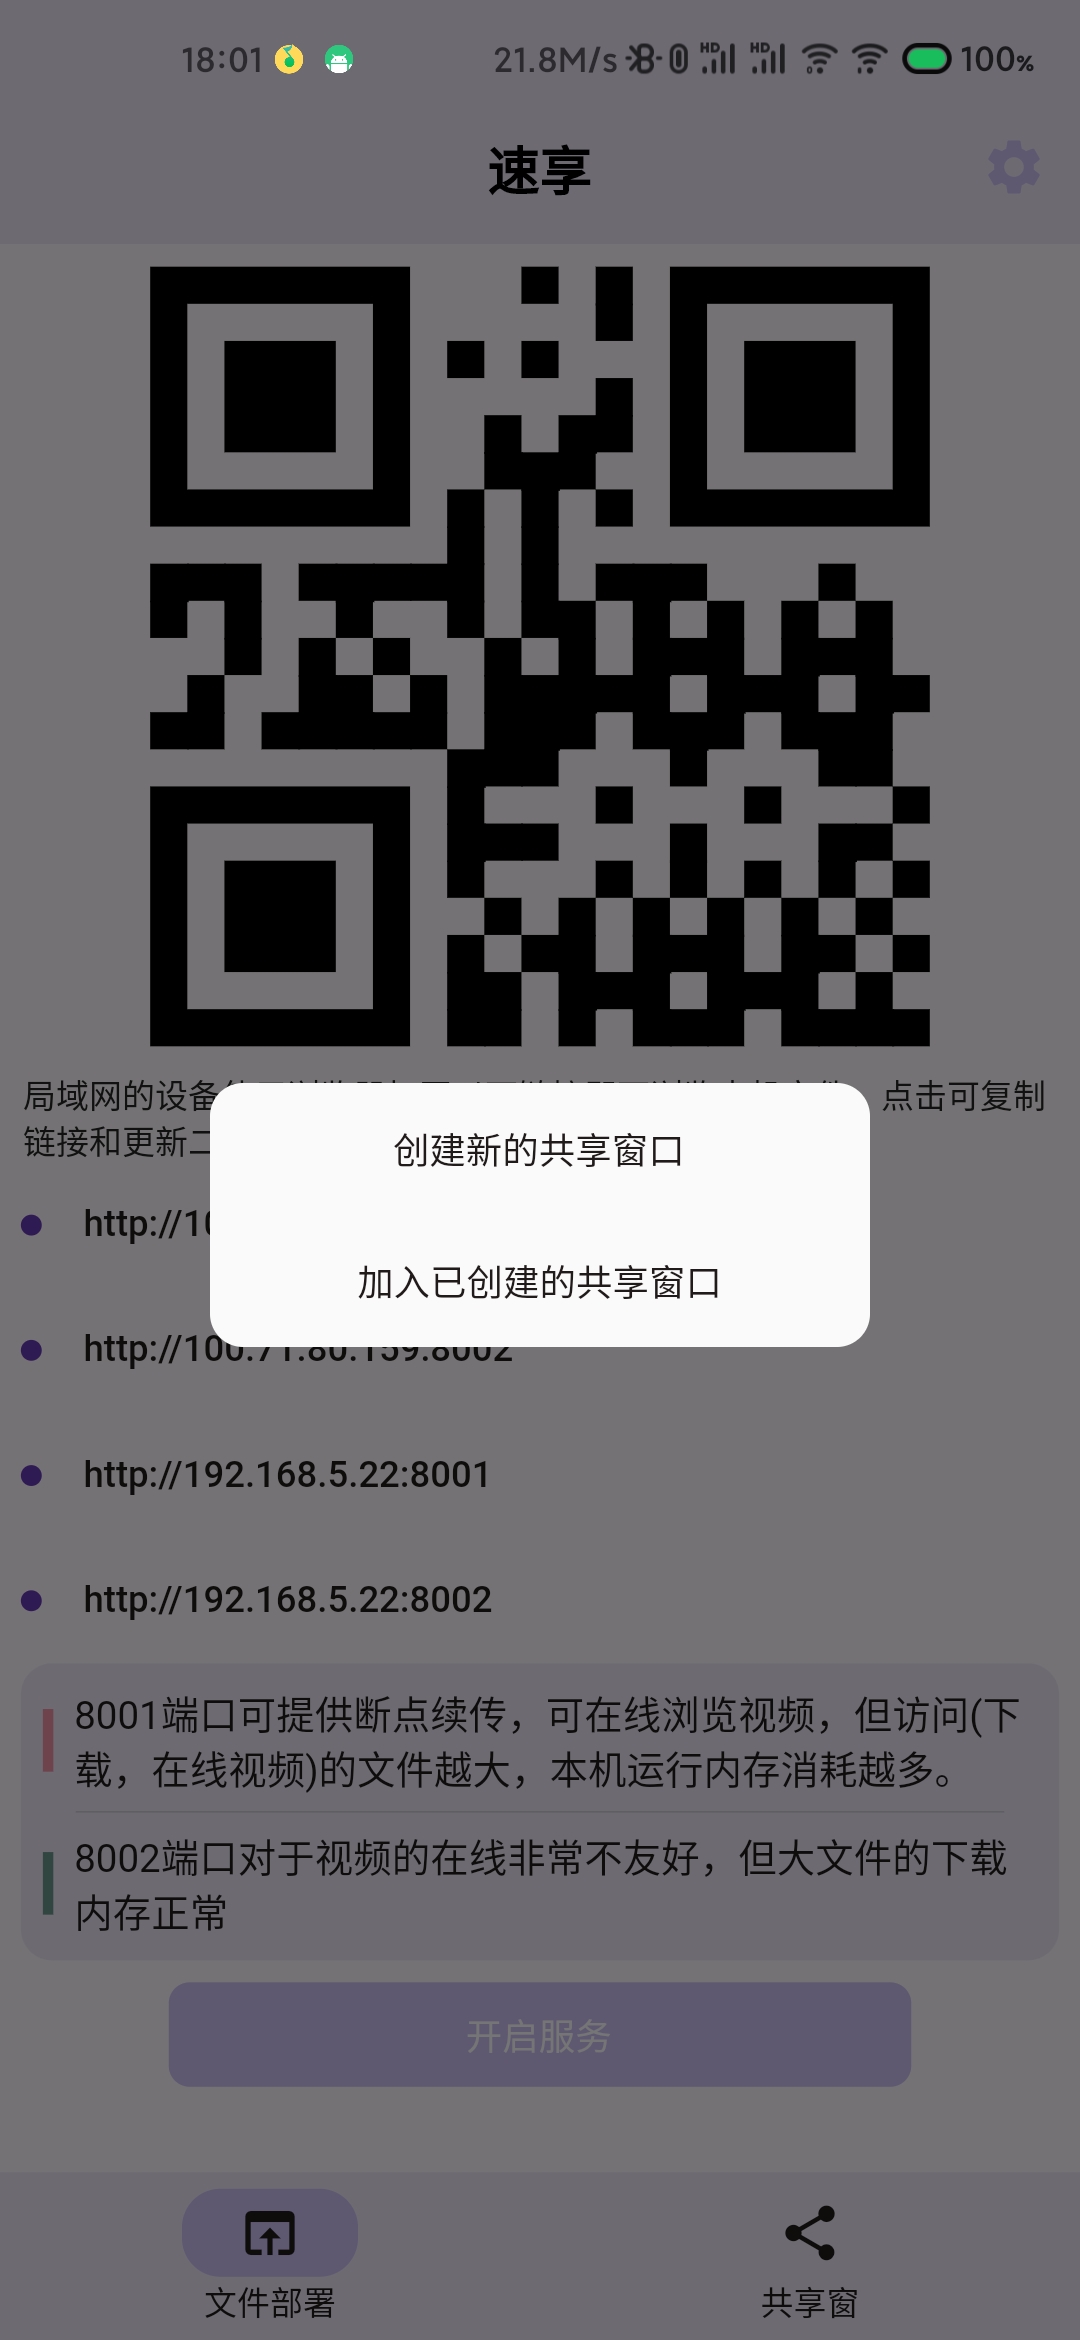 18:01 21.8M/s HD HD 100%
速享
局域网的设备 点击可复制
链接和更新二
创建新的共享窗口
http://10
加入已创建的共享窗口
http://100.71.80.159:8002
http://192.168.5.22:8001
http://192.168.5.22:8002
8001端口可提供断点续传，可在线浏览视频，但访问(下
载，在线视频)的文件越大，本机运行内存消耗越多。
8002端口对于视频的在线非常不友好，但大文件的下载
内存正常
开启服务
文件部署 共享窗